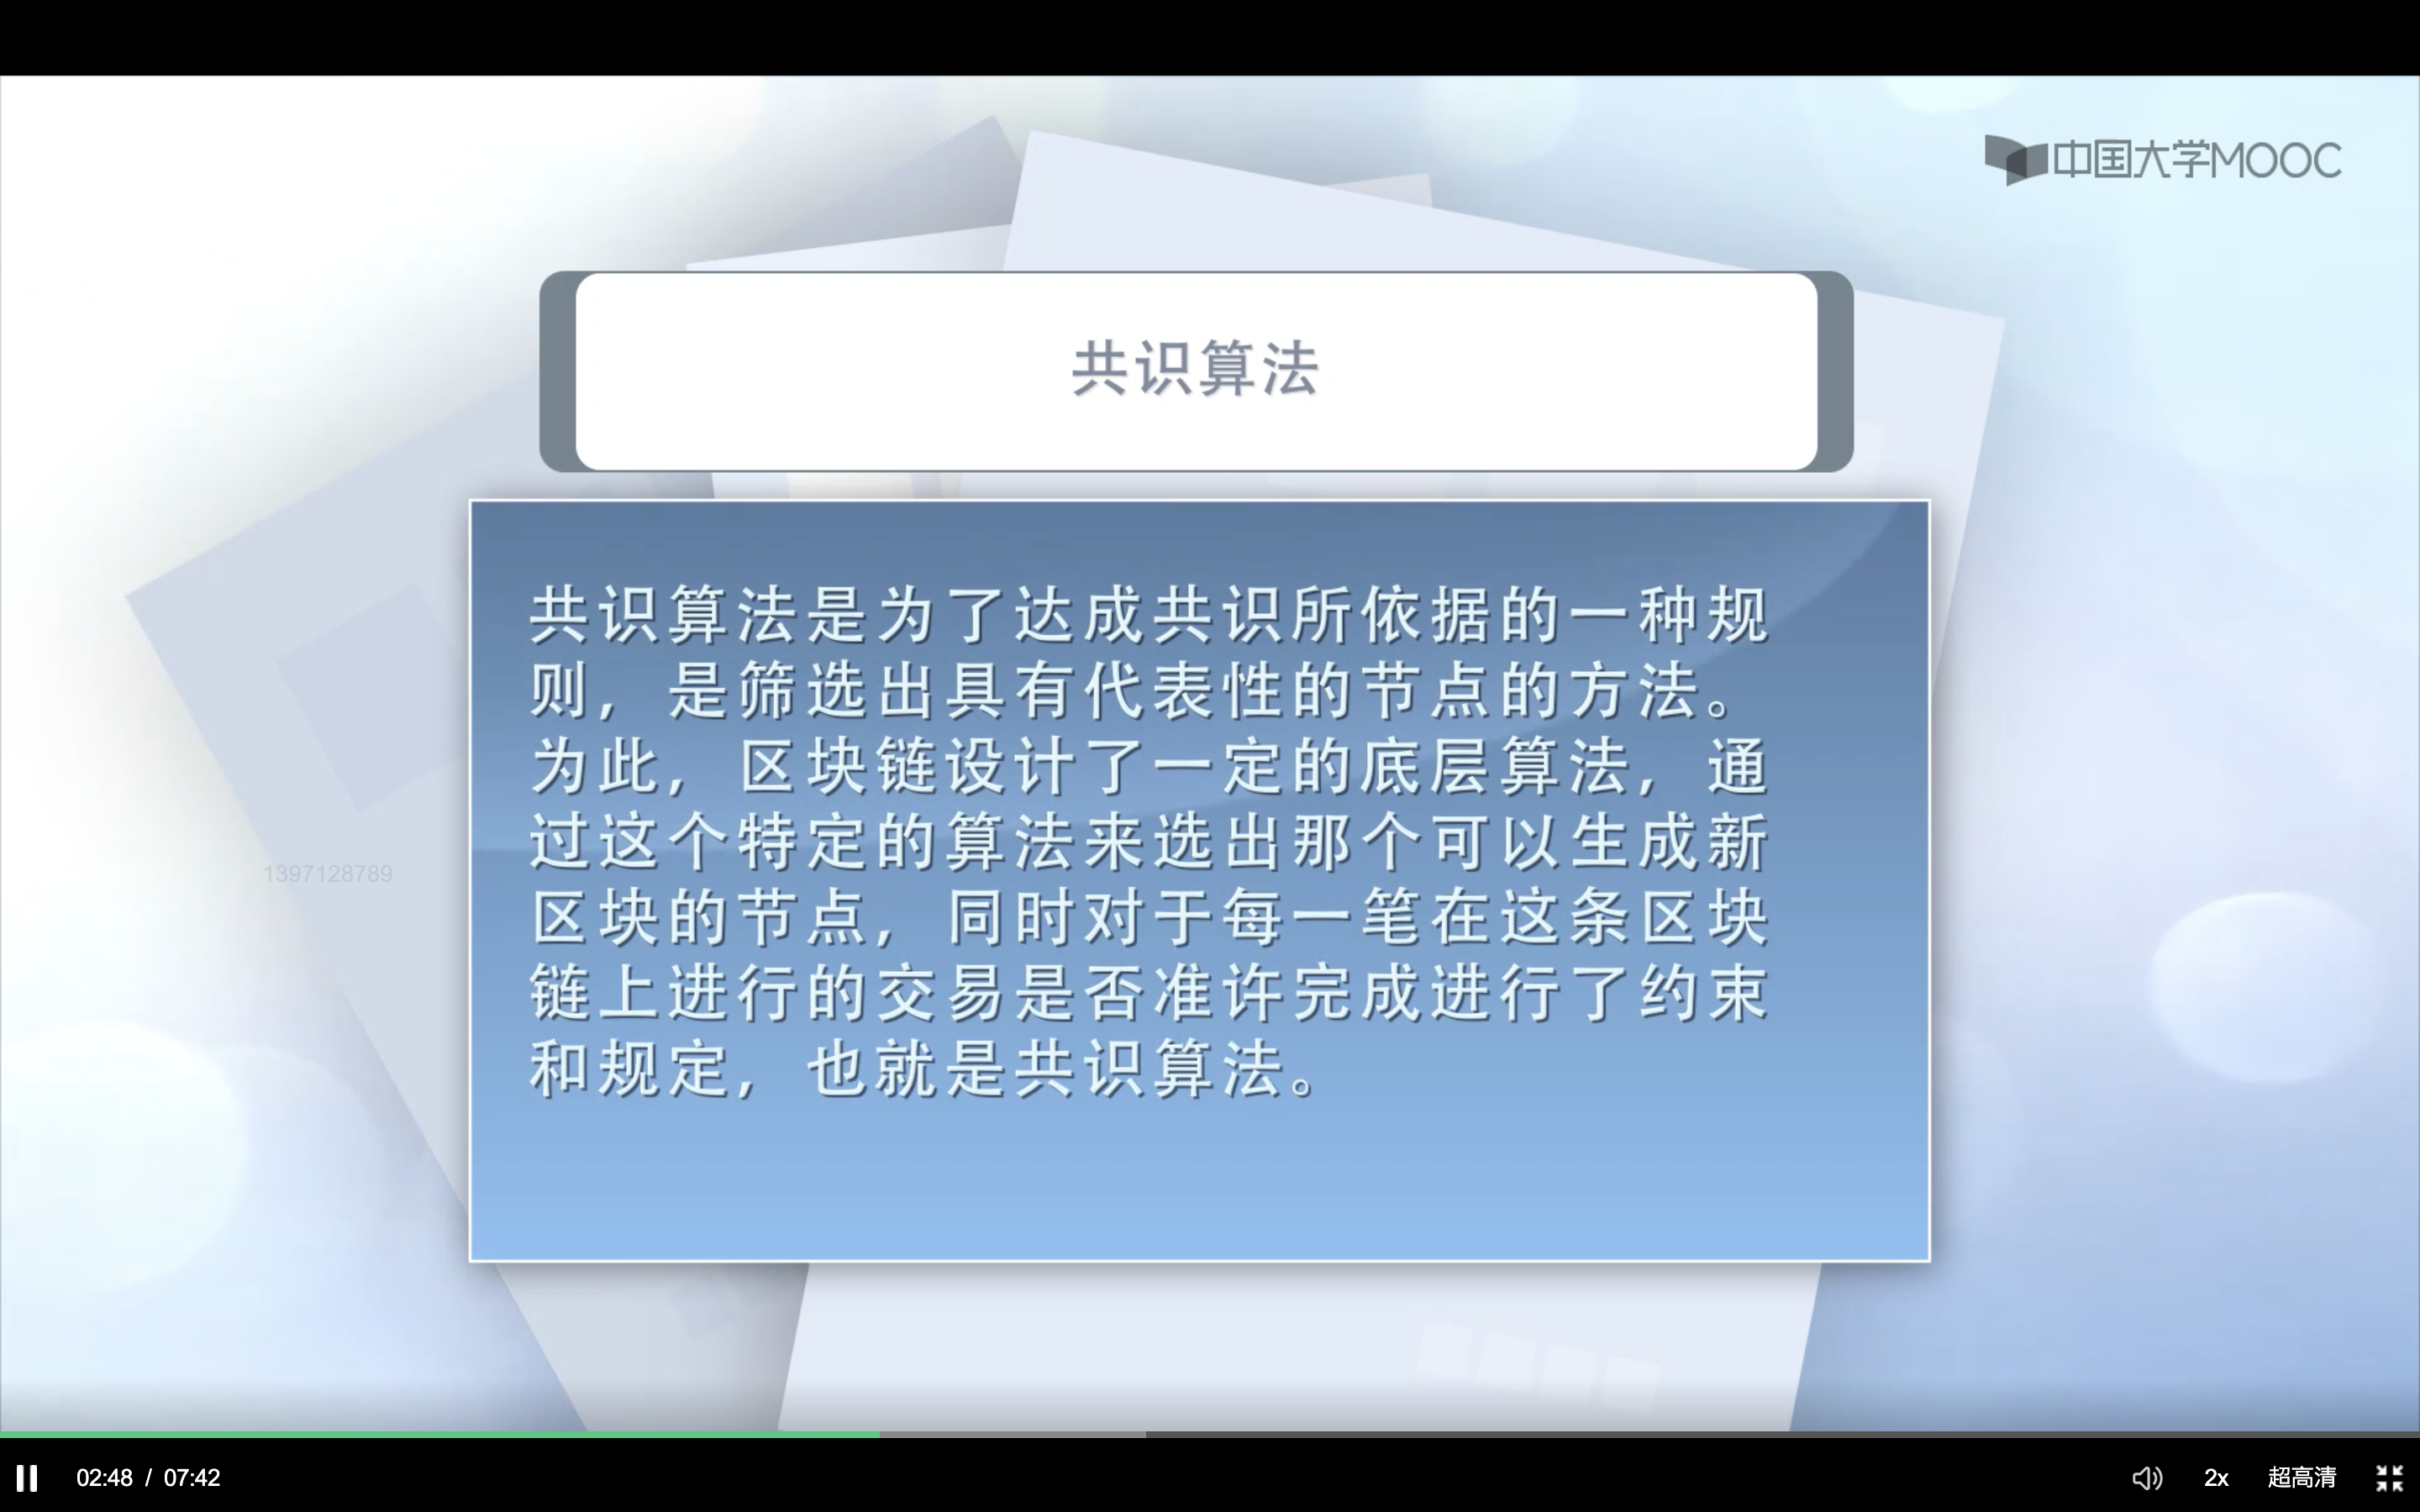 中国大学MOOC
共识算法
共识算法是为了达成共识所依据的一种规
则，是筛选出具有代表性的节点的方法。
为此，区块链设计了一定的底层算法，通
过这个特定的算法来选出那个可以生成新
区块的节点，同时对于每一笔在这条区块
链上进行的交易是否准许完成进行了约束
和规定，也就是共识算法。
1397128789
02:48 / 07:42
2x
超高清